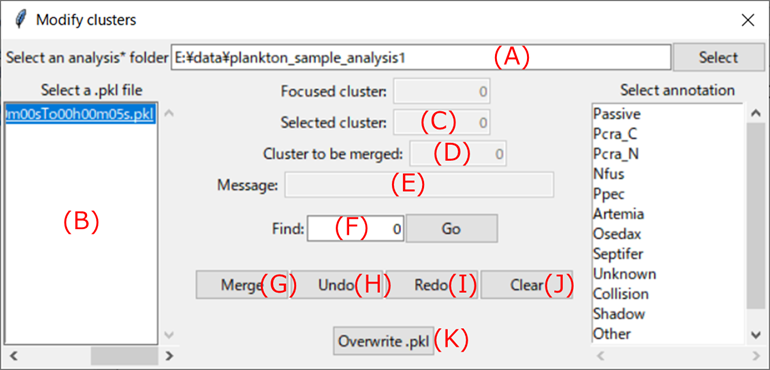 Modify clusters
Select an analysis* folder E:¥data¥plankton_sample_analysis1 (A) Select
Select a .pkl file
m00sTo00h00m05s.pkl
(B)
Focused cluster: 0
Selected cluster: (C) 0
Cluster to be merged: (D) 0
Message: (E)
Find: (F) 0 Go
Merge (G) Undo (H) Redo (I) Clear (J)
Overwrite .pkl (K)
Select annotation
Passive
Pcra_C
Pcra_N
Nfus
Ppec
Artemia
Osedax
Septifer
Unknown
Collision
Shadow
Other